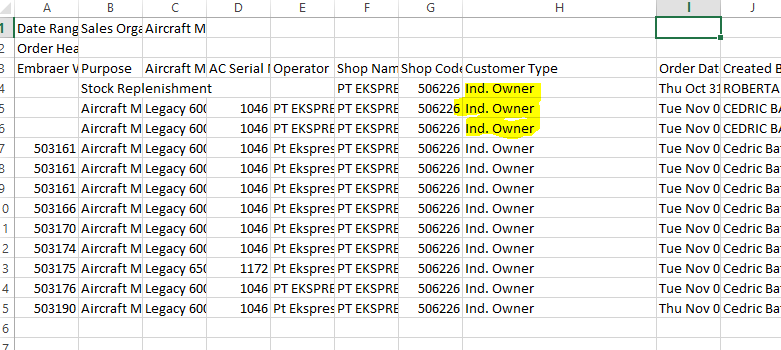 A B C D E F G H I J
1 Date Rang Sales Orga Aircraft M
2 Order Hea
3 Embraer W Purpose Aircraft M AC Serial Operator Shop Nam Shop Code Customer Type Order Dat Created B
4 Stock Replenishment PT EKSPRE 506226 Ind. Owner Thu Oct 31 ROBERTA
5 Aircraft M Legacy 600 1046 PT EKSPRE PT EKSPRE 506226 Ind. Owner Tue Nov 0 CEDRIC BA
6 Aircraft M Legacy 600 1046 PT EKSPRE PT EKSPRE 506226 Ind. Owner Tue Nov 0 CEDRIC BA
7 503161 Aircraft M Legacy 600 1046 Pt Ekspres PT EKSPRE 506226 Ind. Owner Tue Nov 0 Cedric Ba
8 503161 Aircraft M Legacy 600 1046 Pt Ekspres PT EKSPRE 506226 Ind. Owner Tue Nov 0 Cedric Ba
9 503161 Aircraft M Legacy 600 1046 Pt Ekspres PT EKSPRE 506226 Ind. Owner Tue Nov 0 Cedric Ba
0 503166 Aircraft M Legacy 600 1046 Pt Ekspres PT EKSPRE 506226 Ind. Owner Tue Nov 0 Cedric Ba
1 503170 Aircraft M Legacy 600 1046 Pt Ekspres PT EKSPRE 506226 Ind. Owner Tue Nov 0 Cedric Ba
2 503174 Aircraft M Legacy 600 1046 Pt Ekspres PT EKSPRE 506226 Ind. Owner Tue Nov 0 Cedric Ba
3 503175 Aircraft M Legacy 650 1172 Pt Ekspres PT EKSPRE 506226 Ind. Owner Tue Nov 0 Cedric Ba
4 503176 Aircraft M Legacy 600 1046 PT EKSPRE PT EKSPRE 506226 Ind. Owner Tue Nov 0 Cedric Ba
5 503190 Aircraft M Legacy 600 1046 Pt Ekspres PT EKSPRE 506226 Ind. Owner Thu Nov 0 Cedric Ba
6
7